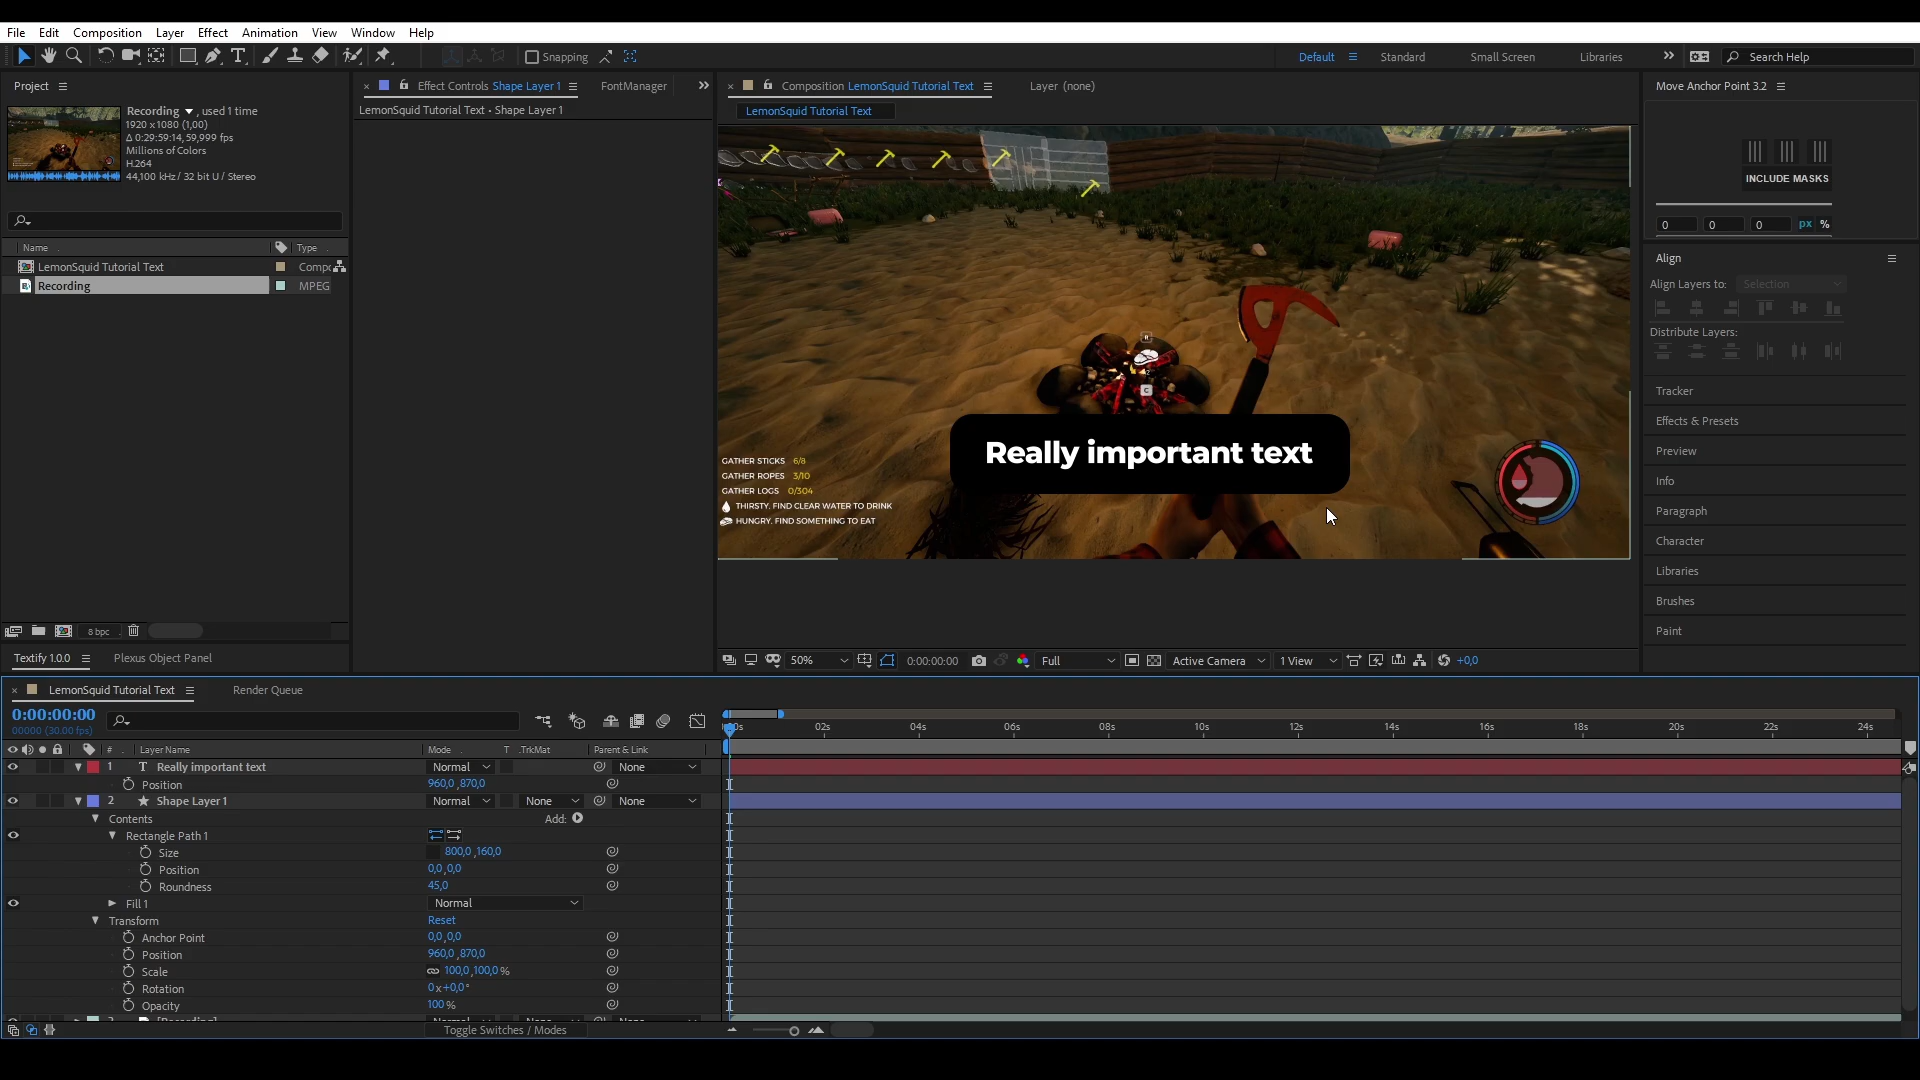 File Edit Composition Layer Effect Animation View Window Help
Snapping
Default Standard Small Screen Libraries Search Help
Project
Recording , used 1 time
1920 x 1080 (1,00)
Δ 0:29:59:14, 59,999 fps
Millions of Colors
H.264
44,100 kHz / 32 bit U / Stereo
Name Type
LemonSquid Tutorial Text Compo
Recording MPEG
8 bpc
Effect Controls Shape Layer 1 FontManager
LemonSquid Tutorial Text • Shape Layer 1
Composition LemonSquid Tutorial Text Layer (none)
LemonSquid Tutorial Text
R
C
Really important text
GATHER STICKS 6/8
GATHER ROPES 3/10
GATHER LOGS 0/304
THIRSTY. FIND CLEAR WATER TO DRINK
HUNGRY. FIND SOMETHING TO EAT
50% 0:00:00:00 Full Active Camera 1 View +0,0
Move Anchor Point 3.2
INCLUDE MASKS
0 0 0 px %
Align
Align Layers to: Selection
Distribute Layers:
Tracker
Effects & Presets
Preview
Info
Paragraph
Character
Libraries
Brushes
Paint
Textify 1.0.0 Plexus Object Panel
LemonSquid Tutorial Text Render Queue
0:00:00:00
00000 (30.00 fps)
02s 04s 06s 08s 10s 12s 14s 16s 18s 20s 22s 24s
# Layer Name Mode T .TrkMat Parent & Link
1 T Really important text Normal None
Position 960,0 ,870,0
2 Shape Layer 1 Normal None None
Contents Add:
Rectangle Path 1
Size 800,0 ,160,0
Position 0,0 ,0,0
Roundness 45,0
Fill 1 Normal
Transform Reset
Anchor Point 0,0 ,0,0
Position 960,0 ,870,0
Scale 100,0 ,100,0 %
Rotation 0 x +0,0 °
Opacity 100 %
Toggle Switches / Modes